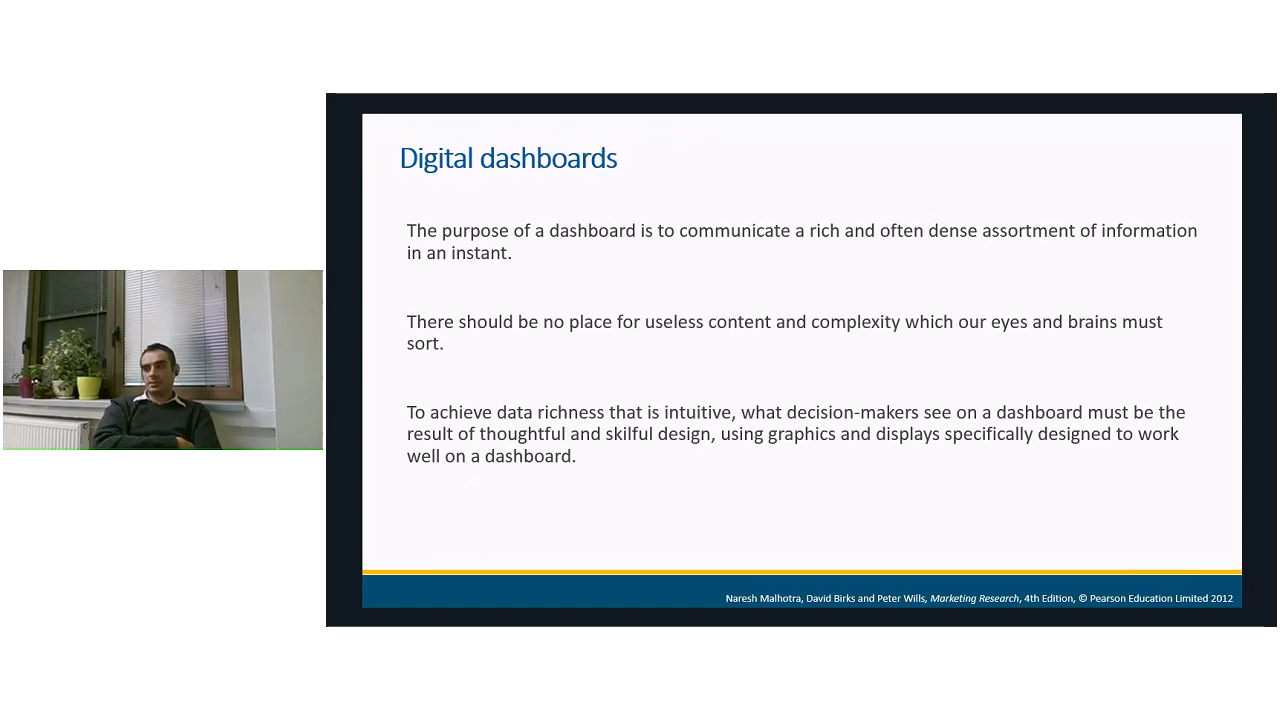 Digital dashboards
The purpose of a dashboard is to communicate a rich and often dense assortment of information
in an instant.
There should be no place for useless content and complexity which our eyes and brains must
sort.
To achieve data richness that is intuitive, what decision-makers see on a dashboard must be the
result of thoughtful and skilful design, using graphics and displays specifically designed to work
well on a dashboard.
Naresh Malhotra, David Birks and Peter Wills, Marketing Research, 4th Edition, © Pearson Education Limited 2012